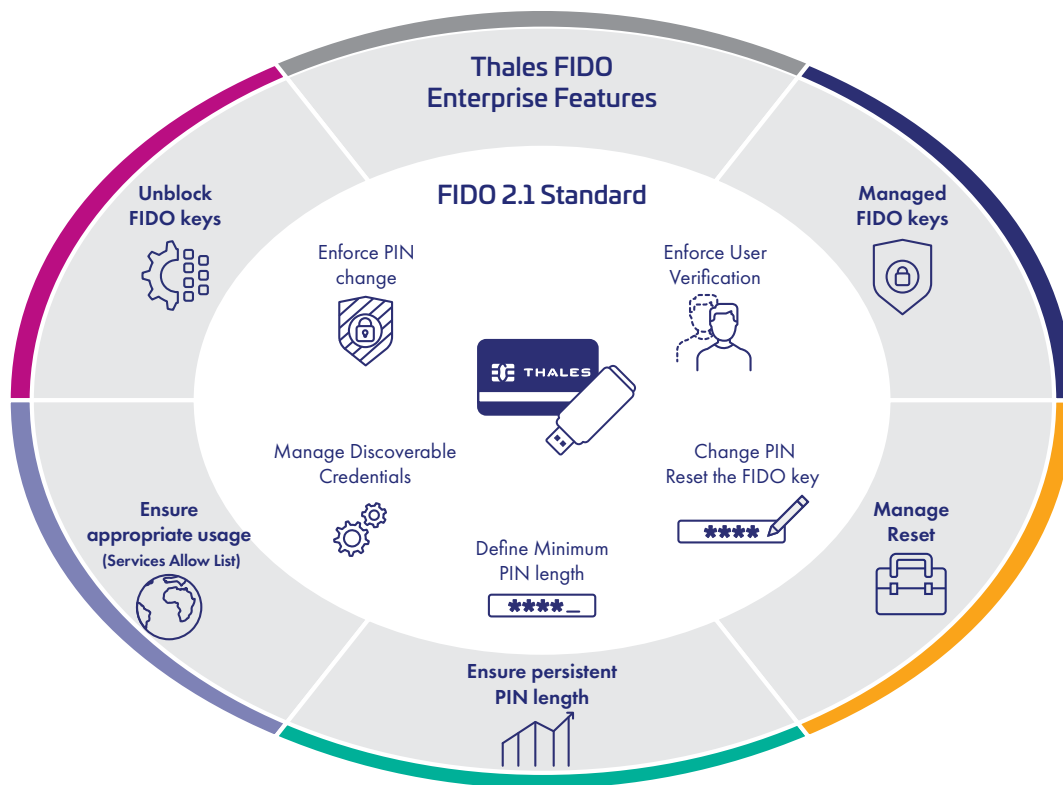 Thales FIDO
Enterprise Features
Unblock
FIDO keys
Managed
FIDO keys
FIDO 2.1 Standard
Enforce PIN
change
Enforce User
Verification
THALES
Manage Discoverable
Credentials
Change PIN
Reset the FIDO key
****
Ensure
appropriate usage
(Services Allow List)
Manage
Reset
Define Minimum
PIN length
****_
Ensure persistent
PIN length